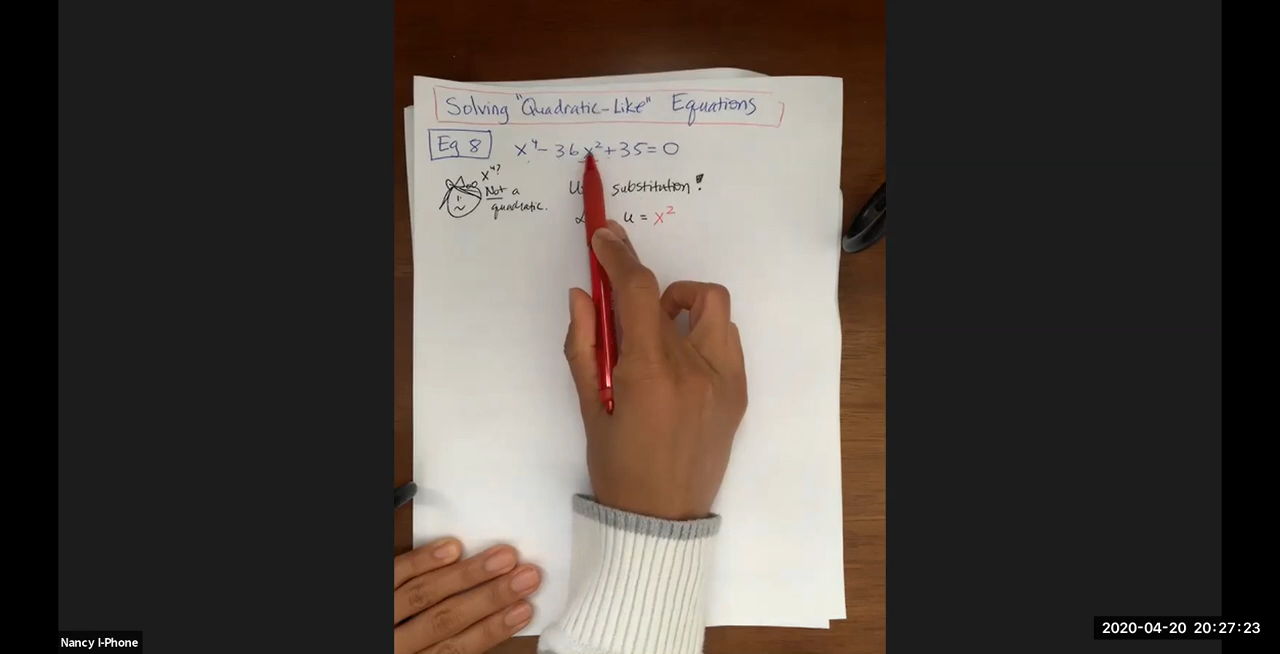 Solving "Quadratic-Like" Equations
Eg 8
x⁴ - 36x² + 35 = 0
x⁴?
Not a
quadratic.
substitution!
u = x²
Nancy I-Phone
2020-04-20 20:27:23